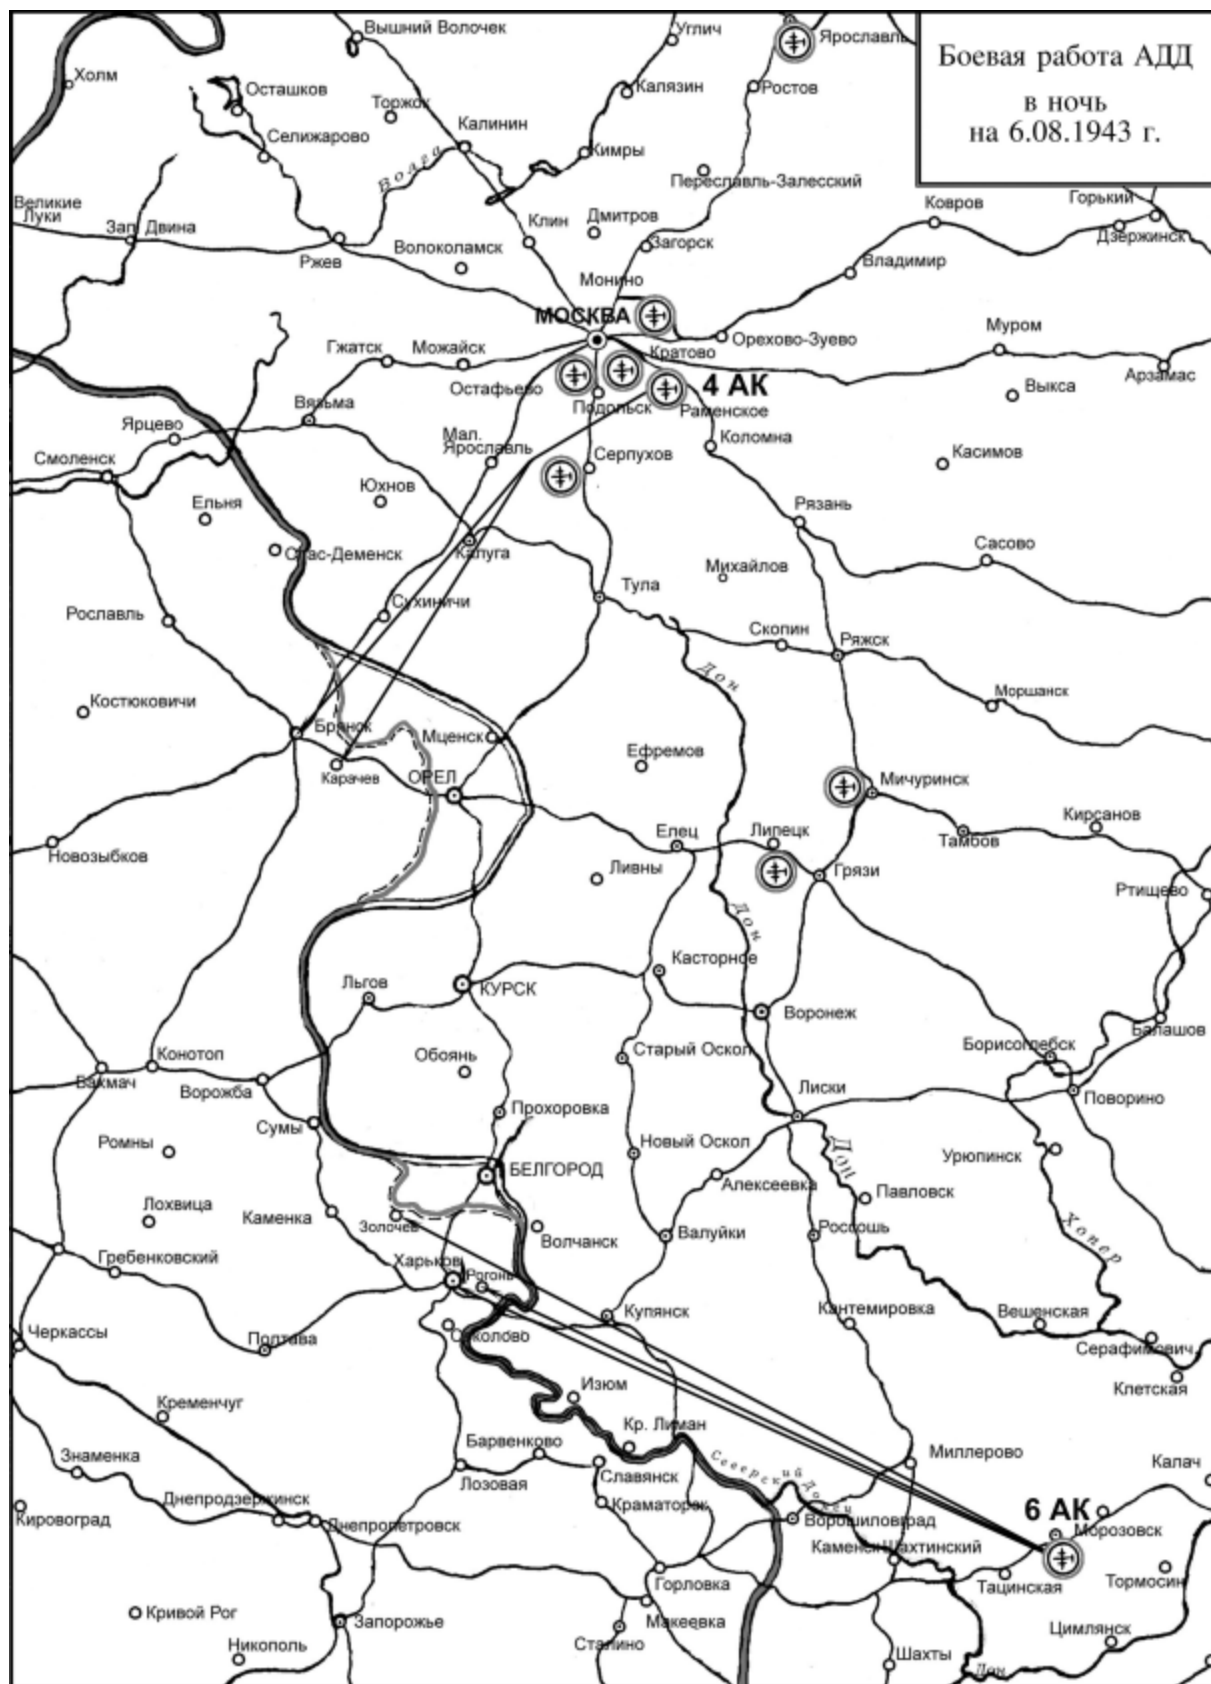 Боевая работа АДД
в ночь
на 6.08.1943 г.
Вышний Волочек
Углич
Ярославль
Холм
Осташков
Торжок
Калязин
Ростов
Селижарово
Калинин
Кимры
Волга
Переславль-Залесский
Великие
Луки
Зап. Двина
Ржев
Волоколамск
Клин
Дмитров
Загорск
Ковров
Горький
Дзержинск
Владимир
Монино
МОСКВА
Орехово-Зуево
Муром
Гжатск
Можайск
Кратово
Остафьево
4 АК
Подольск
Раменское
Выкса
Арзамас
Вязьма
Ярцево
Мал.
Ярославль
Коломна
Смоленск
Серпухов
Касимов
Ельня
Юхнов
Рязань
Спас-Деменск
Калуга
Сасово
Тула
Михайлов
Сухиничи
Рославль
Скопин
Ряжск
Дон
Костюковичи
Моршанск
Брянск
Мценск
Ефремов
Карачев
ОРЕЛ
Мичуринск
Кирсанов
Елец
Липецк
Тамбов
Новозыбков
Ливны
Грязи
Ртищево
Дон
Касторное
Льгов
КУРСК
Воронеж
Балашов
Конотоп
Обоянь
Старый Оскол
Борисоглебск
Бахмач
Ворожба
Лиски
Поворино
Сумы
Прохоровка
Ромны
Новый Оскол
Дон
Урюпинск
БЕЛГОРОД
Алексеевка
Павловск
Лохвица
Каменка
Золочев
Волчанск
Валуйки
Россошь
Хопер
Гребенковский
Харьков
Рогонь
Купянск
Кантемировка
Вешенская
Черкассы
Полтава
Соколово
Серафимович
Клетская
Изюм
Кременчуг
Кр. Лиман
Барвенково
Северский Донец
Миллерово
Знаменка
Лозовая
Славянск
Калач
Днепродзержинск
Краматорск
6 АК
Кировоград
Днепропетровск
Ворошиловград
Морозовск
Каменск-Шахтинский
Горловка
Тацинская
Тормосин
Кривой Рог
Запорожье
Макеевка
Никополь
Сталино
Цимлянск
Шахты
Дон